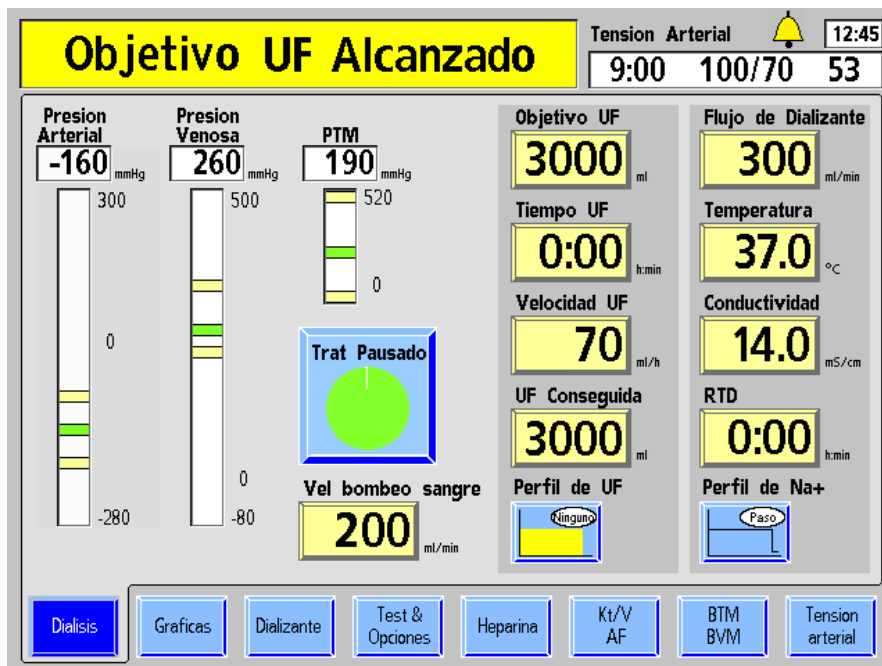 Objetivo UF Alcanzado
Tension Arterial
12:45
9:00 100/70 53
Presion
Arterial
-160 mmHg
300
0
-280
Presion
Venosa
260 mmHg
500
0
-80
PTM
190 mmHg
520
0
Trat Pausado
Vel bombeo sangre
200 ml/min
Objetivo UF
3000 ml
Tiempo UF
0:00 h:min
Velocidad UF
70 ml/h
UF Conseguida
3000 ml
Perfil de UF
Ninguno
Flujo de Dializante
300 ml/min
Temperatura
37.0 °C
Conductividad
14.0 mS/cm
RTD
0:00 h:min
Perfil de Na+
Paso
Dialisis
Graficas
Dializante
Test &
Opciones
Heparina
Kt/V
AF
BTM
BVM
Tension
arterial